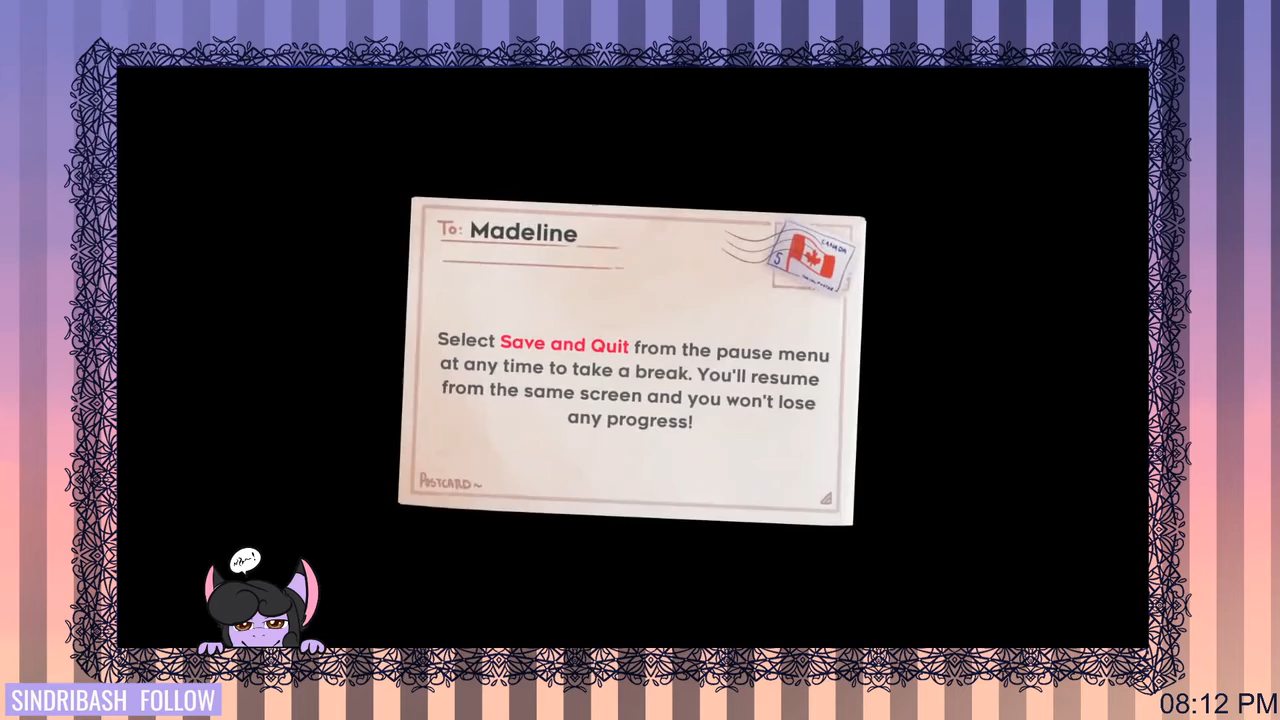 To: Madeline
CANADA
5
Select Save and Quit from the pause menu
at any time to take a break. You'll resume
from the same screen and you won't lose
any progress!
POSTCARD~
SINDRIBASH FOLLOW
08:12 PM